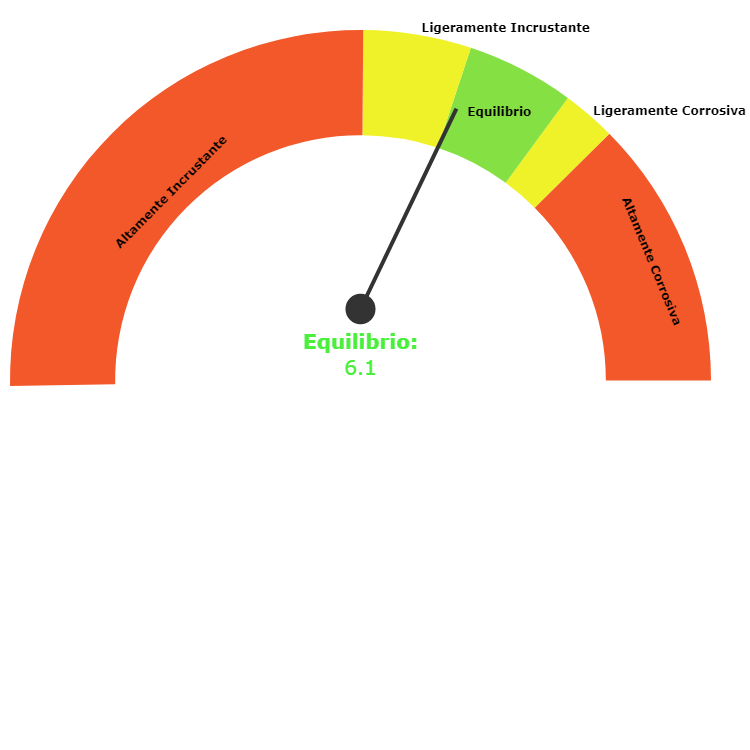 Ligeramente Incrustante
Equilibrio
Ligeramente Corrosiva
Altamente Incrustante
Altamente Corrosiva
Equilibrio:
6.1